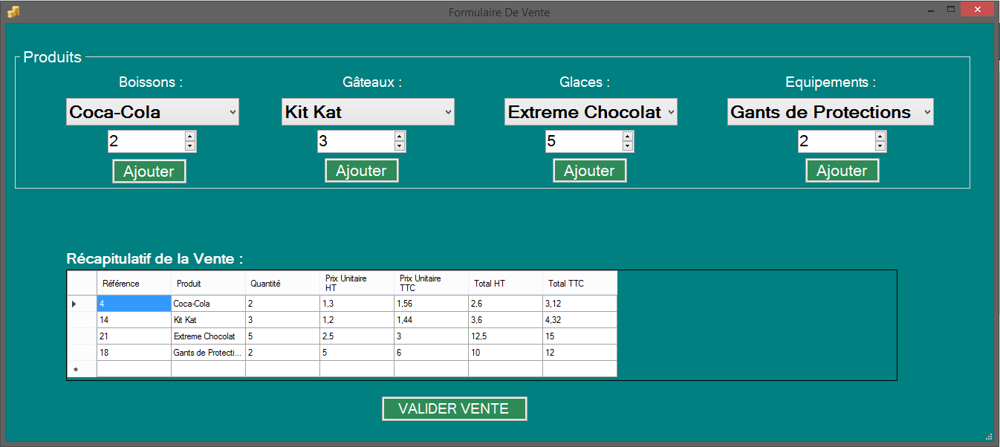 Formulaire De Vente
Produits
Boissons : Gâteaux : Glaces : Equipements :
Coca-Cola Kit Kat Extreme Chocolat Gants de Protections
2 3 5 2
Ajouter Ajouter Ajouter Ajouter
Récapitulatif de la Vente :
Référence Produit Quantité Prix Unitaire HT Prix Unitaire TTC Total HT Total TTC
4 Coca-Cola 2 1,3 1,56 2,6 3,12
14 Kit Kat 3 1,2 1,44 3,6 4,32
21 Extreme Chocolat 5 2,5 3 12,5 15
18 Gants de Protecti... 2 5 6 10 12
VALIDER VENTE